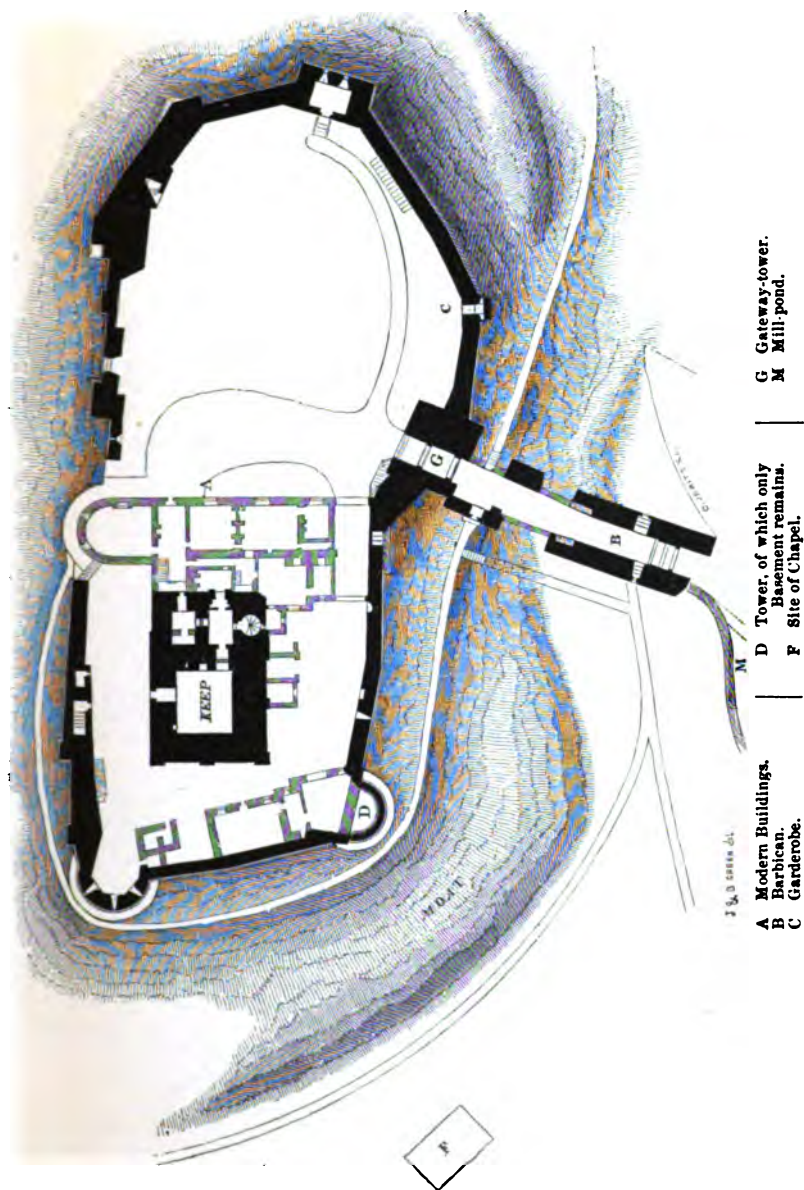 KEEP
A
B
C
D
F
G
M
MOAT
A Modern Buildings.
B Barbican.
C Garderobe.
D Tower, of which only
Basement remains.
F Site of Chapel.
G Gateway-tower.
M Mill-pond.